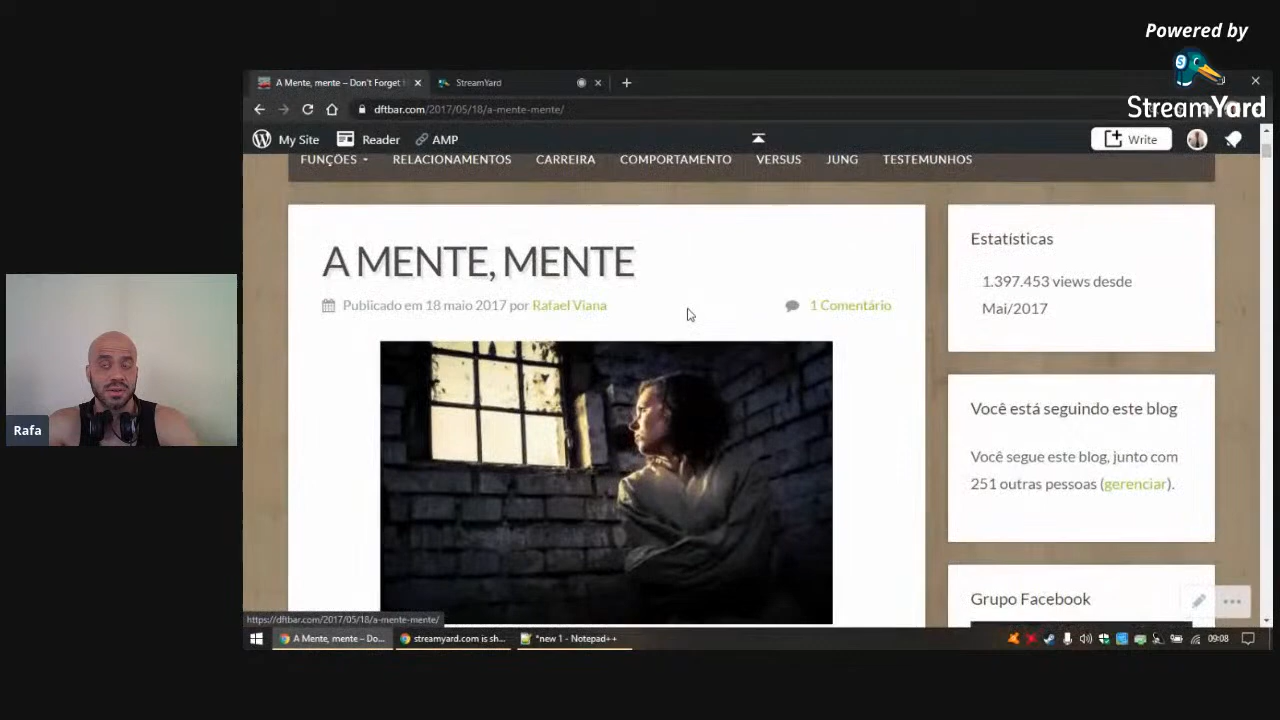 Powered by
StreamYard
A Mente, mente – Don't Forget
StreamYard
dftbar.com/2017/05/18/a-mente-mente/
My Site
Reader
AMP
Write
FUNÇÕES
RELACIONAMENTOS
CARREIRA
COMPORTAMENTO
VERSUS
JUNG
TESTEMUNHOS
A MENTE, MENTE
Publicado em 18 maio 2017 por Rafael Viana
1 Comentário
Estatísticas
1.397.453 views desde
Mai/2017
Você está seguindo este blog
Você segue este blog, junto com
251 outras pessoas (gerenciar).
Grupo Facebook
Rafa
https://dftbar.com/2017/05/18/a-mente-mente/
A Mente, mente – Do...
streamyard.com is sh...
*new 1 - Notepad++
09:08